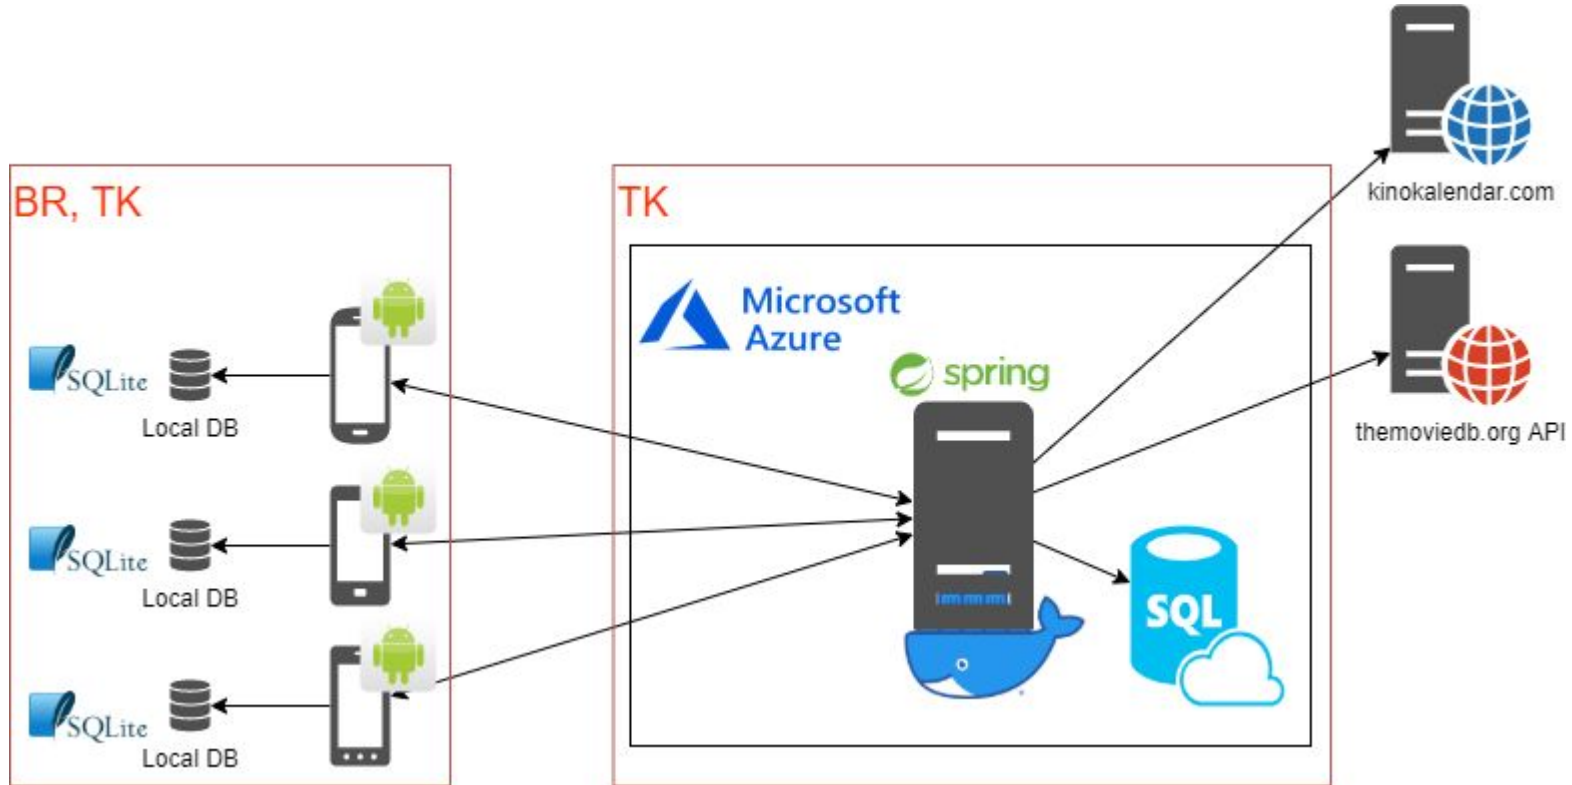 BR, TK
SQLite
Local DB
SQLite
Local DB
SQLite
Local DB
TK
Microsoft
Azure
spring
SQL
kinokalendar.com
themoviedb.org API